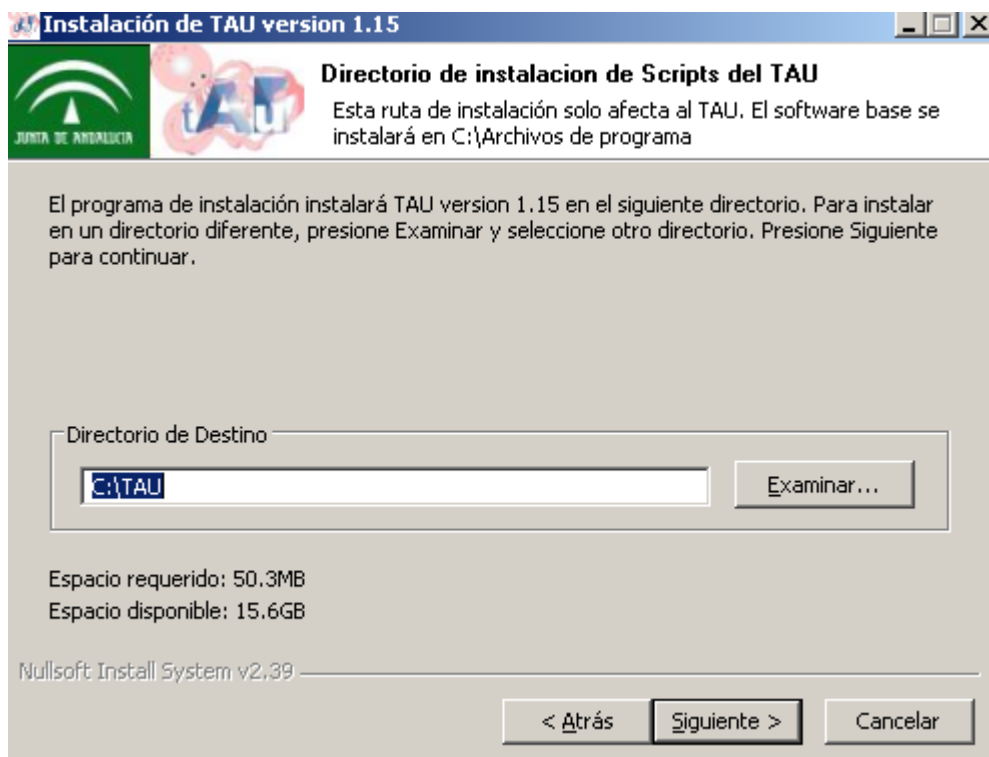 Instalación de TAU version 1.15
JUNTA DE ANDALUCIA
tAU
Directorio de instalacion de Scripts del TAU
Esta ruta de instalación solo afecta al TAU. El software base se
instalará en C:\Archivos de programa
El programa de instalación instalará TAU version 1.15 en el siguiente directorio. Para instalar
en un directorio diferente, presione Examinar y seleccione otro directorio. Presione Siguiente
para continuar.
Directorio de Destino
C:\TAU
Examinar...
Espacio requerido: 50.3MB
Espacio disponible: 15.6GB
Nullsoft Install System v2.39
< Atrás
Siguiente >
Cancelar